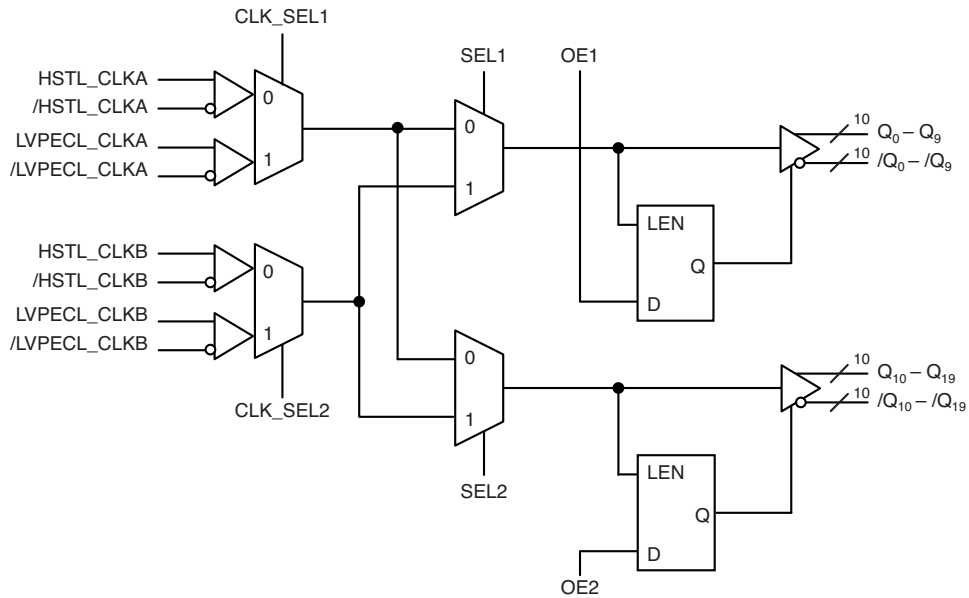 CLK_SEL1
HSTL_CLKA
/HSTL_CLKA
LVPECL_CLKA
/LVPECL_CLKA
0
1
SEL1
0
1
OE1
10
Q0 – Q9
10
/Q0 – /Q9
LEN
Q
D
HSTL_CLKB
/HSTL_CLKB
LVPECL_CLKB
/LVPECL_CLKB
0
1
CLK_SEL2
0
1
SEL2
10
Q10 – Q19
10
/Q10 – /Q19
LEN
Q
D
OE2